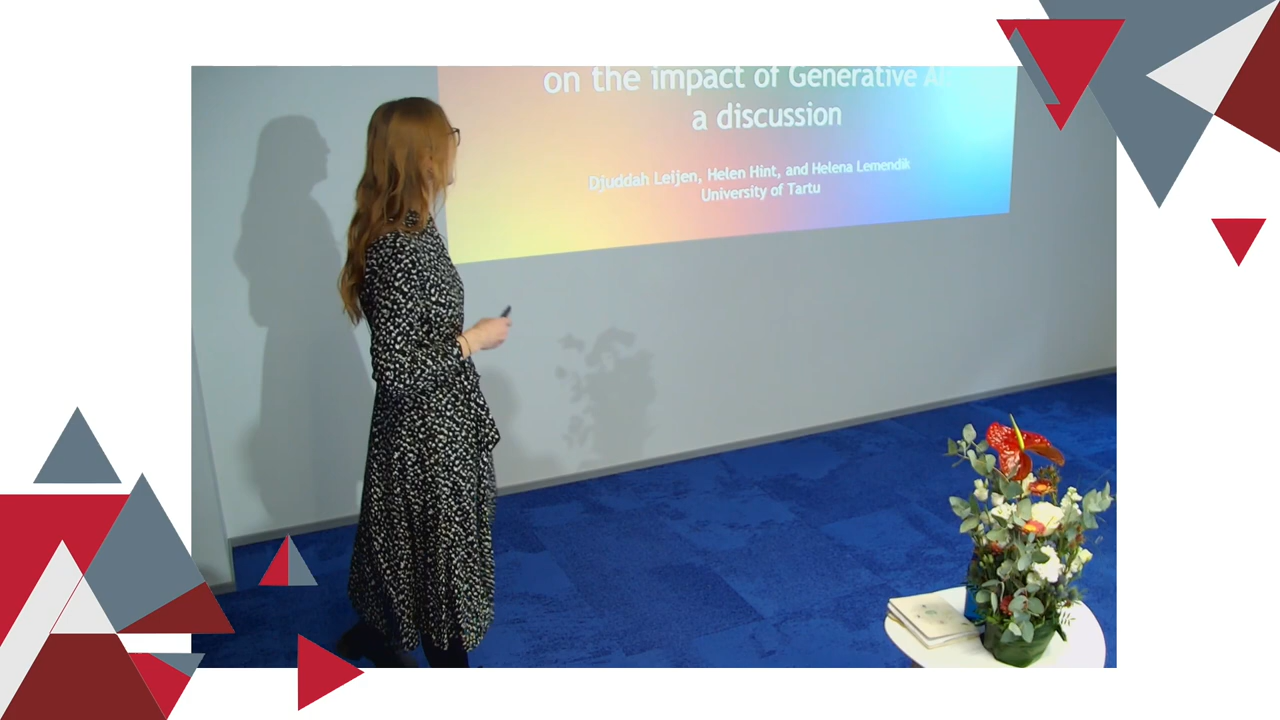 on the impact of Generative AI
a discussion
Djuddah Leijen, Helen Hint, and Helena Lemendik
University of Tartu